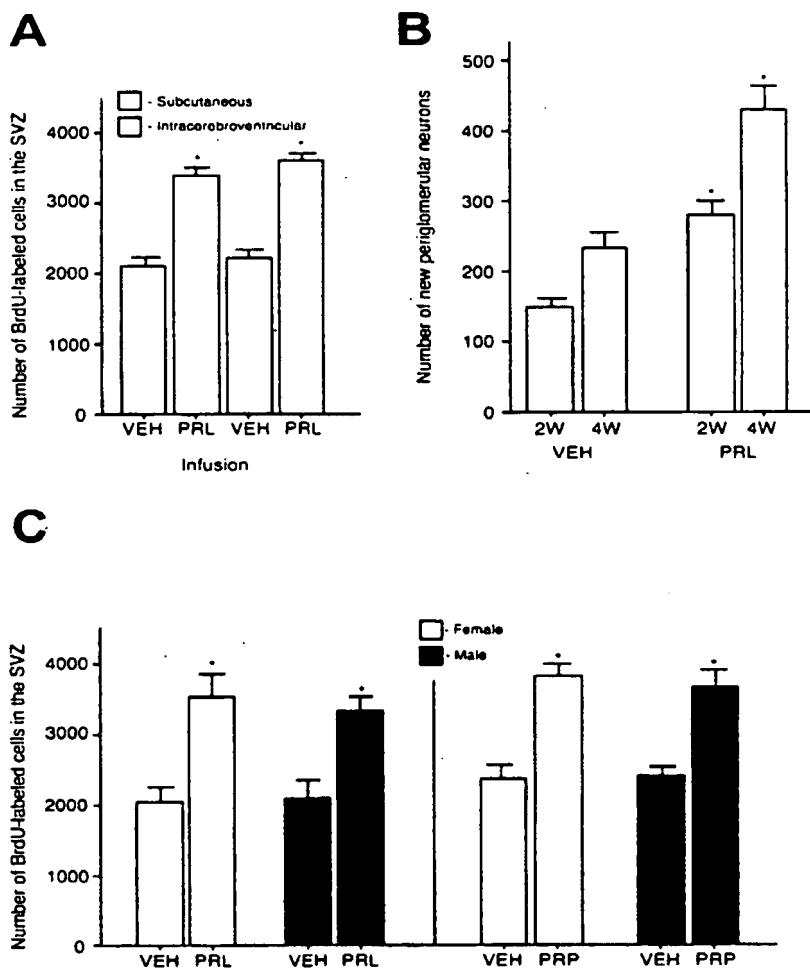 A
- Subcutaneous
- Intracerobroventricular
Number of BrdU-labeled cells in the SVZ
4000
3000
2000
1000
0
VEH PRL VEH PRL
Infusion
B
Number of new periglomerular neurons
500
400
300
200
100
0
2W 4W 2W 4W
VEH PRL
C
- Female
- Male
Number of BrdU-labeled cells in the SVZ
4000
3000
2000
1000
0
VEH PRL VEH PRL VEH PRP VEH PRP